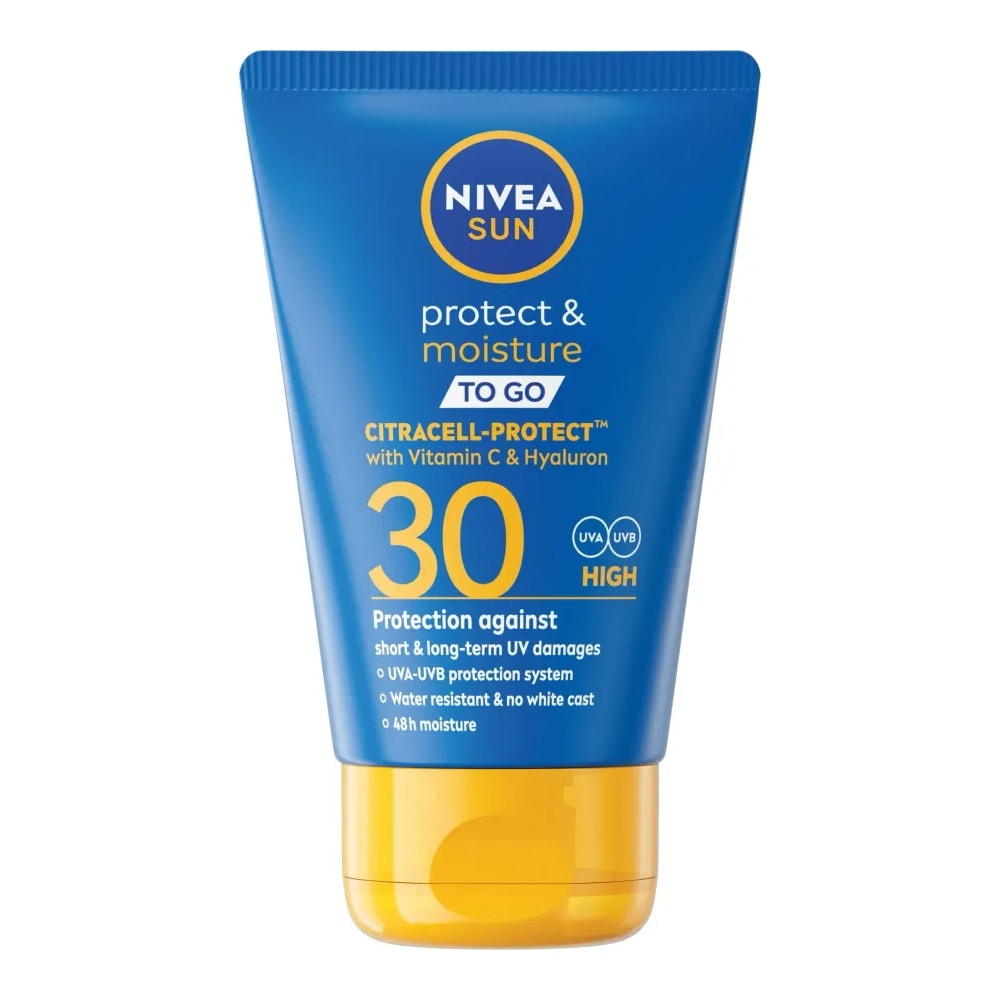 NIVEA
SUN
protect &
moisture
TO GO
CITRACELL-PROTECT™
with Vitamin C & Hyaluron
30
UVA UVB
HIGH
Protection against
short & long-term UV damages
UVA-UVB protection system
Water resistant & no white cast
48h moisture